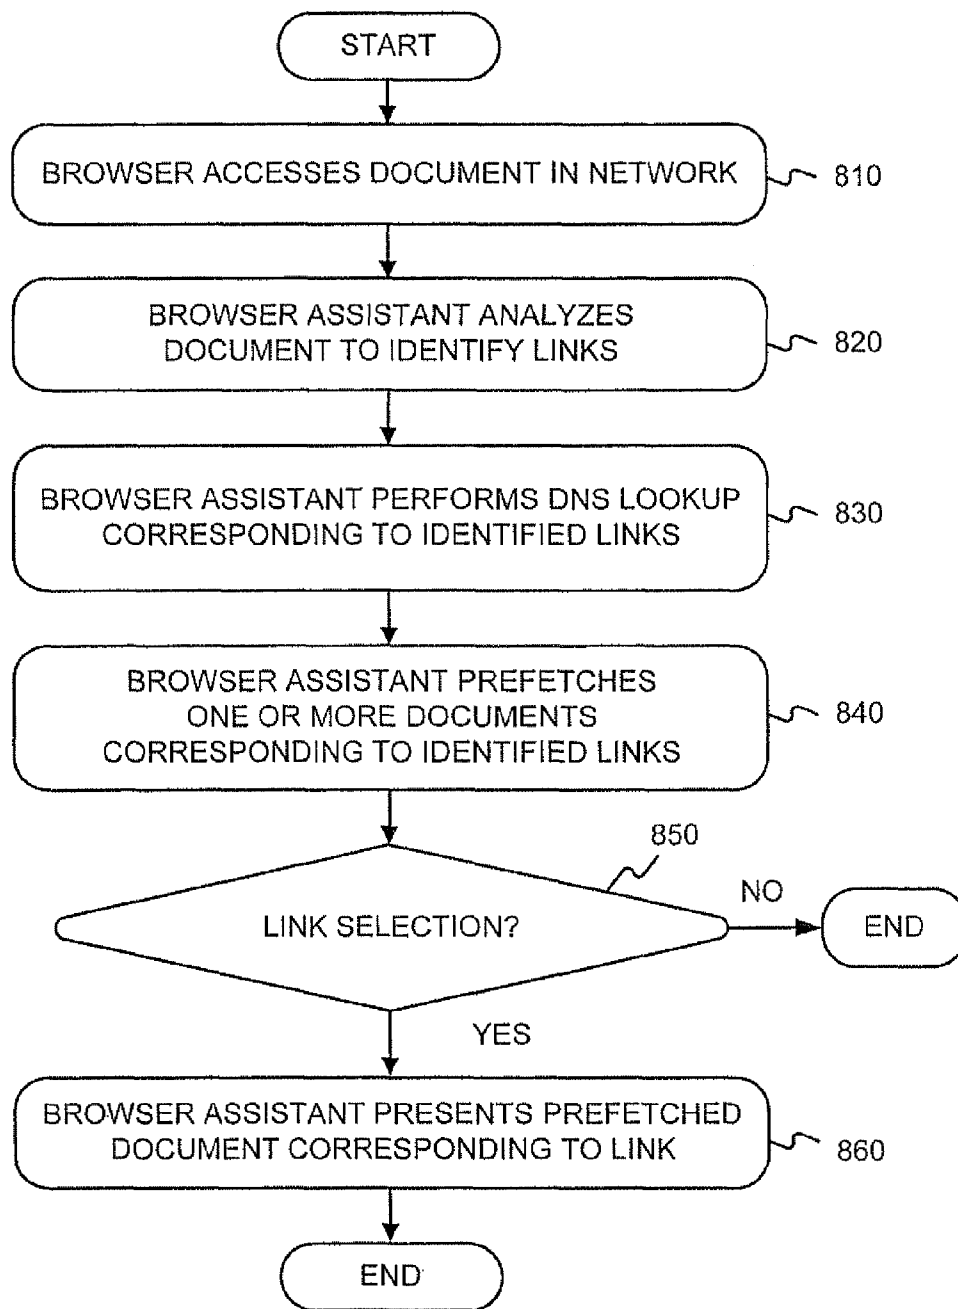 START
BROWSER ACCESSES DOCUMENT IN NETWORK
810
BROWSER ASSISTANT ANALYZES
DOCUMENT TO IDENTIFY LINKS
820
BROWSER ASSISTANT PERFORMS DNS LOOKUP
CORRESPONDING TO IDENTIFIED LINKS
830
BROWSER ASSISTANT PREFETCHES
ONE OR MORE DOCUMENTS
CORRESPONDING TO IDENTIFIED LINKS
840
850
LINK SELECTION?
NO
END
YES
BROWSER ASSISTANT PRESENTS PREFETCHED
DOCUMENT CORRESPONDING TO LINK
860
END